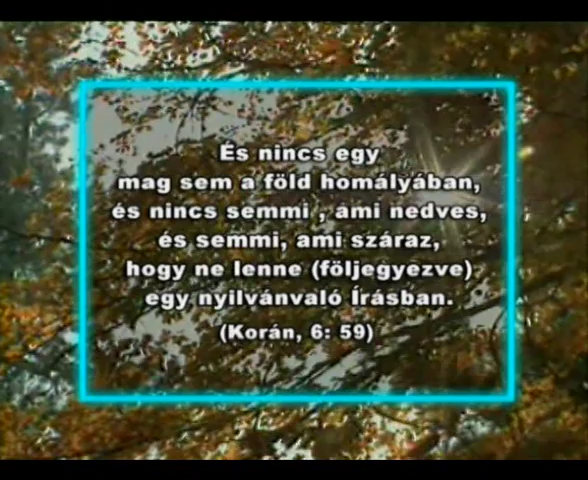 És nincs egy
mag sem a föld homályában,
és nincs semmi , ami nedves,
és semmi, ami száraz,
hogy ne lenne (följegyezve)
egy nyilvánvaló Írásban.
(Korán, 6: 59)